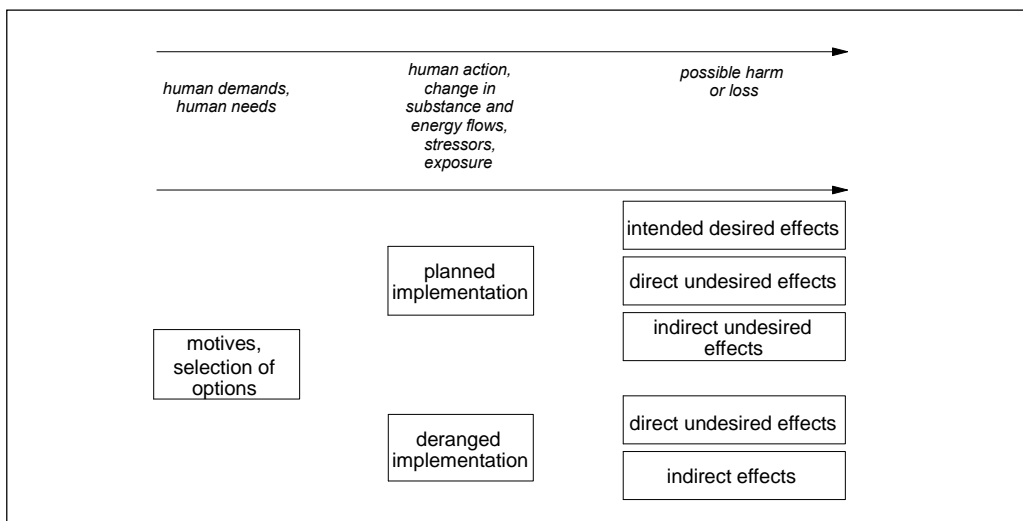 human demands,
human needs
human action,
change in
substance and
energy flows,
stressors,
exposure
possible harm
or loss
motives,
selection of
options
planned
implementation
deranged
implementation
intended desired effects
direct undesired effects
indirect undesired
effects
direct undesired effects
indirect effects